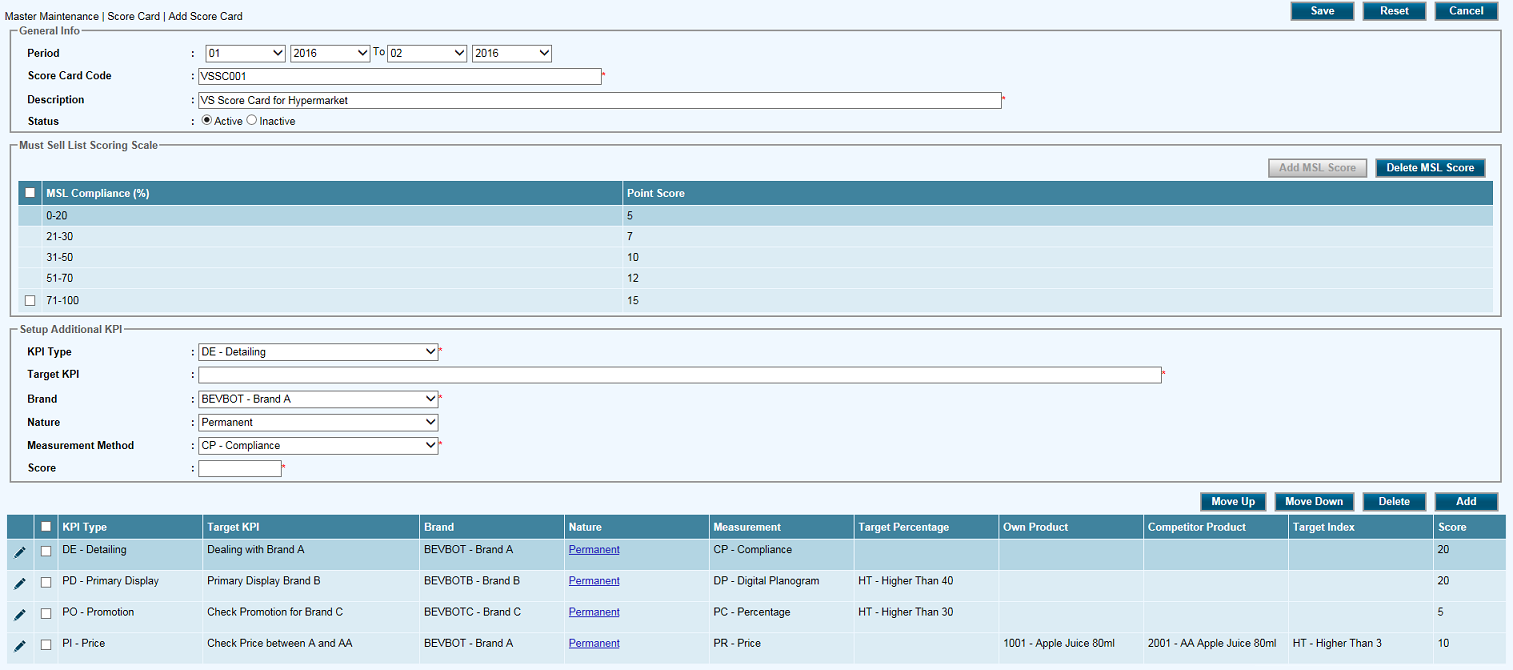 Master Maintenance | Score Card | Add Score Card
Save Reset Cancel
General Info
Period : 01 2016 To 02 2016
Score Card Code : VSSC001 *
Description : VS Score Card for Hypermarket *
Status : Active Inactive
Must Sell List Scoring Scale
Add MSL Score Delete MSL Score
MSL Compliance (%) Point Score
0-20 5
21-30 7
31-50 10
51-70 12
71-100 15
Setup Additional KPI
KPI Type : DE - Detailing *
Target KPI : *
Brand : BEVBOT - Brand A *
Nature : Permanent
Measurement Method : CP - Compliance *
Score : *
Move Up Move Down Delete Add
KPI Type Target KPI Brand Nature Measurement Target Percentage Own Product Competitor Product Target Index Score
DE - Detailing Dealing with Brand A BEVBOT - Brand A Permanent CP - Compliance 20
PD - Primary Display Primary Display Brand B BEVBOTB - Brand B Permanent DP - Digital Planogram HT - Higher Than 40 20
PO - Promotion Check Promotion for Brand C BEVBOTC - Brand C Permanent PC - Percentage HT - Higher Than 30 5
PI - Price Check Price between A and AA BEVBOT - Brand A Permanent PR - Price 1001 - Apple Juice 80ml 2001 - AA Apple Juice 80ml HT - Higher Than 3 10